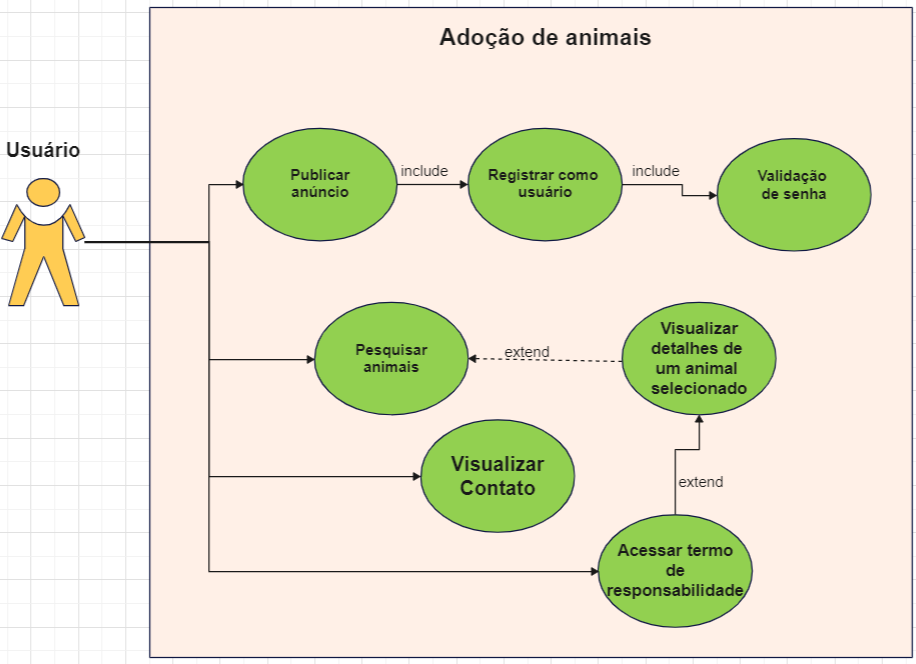 Adoção de animais
Usuário
Publicar
anúncio
include
Registrar como
usuário
include
Validação
de senha
Pesquisar
animais
extend
Visualizar
detalhes de
um animal
selecionado
Visualizar
Contato
extend
Acessar termo
de
responsabilidade